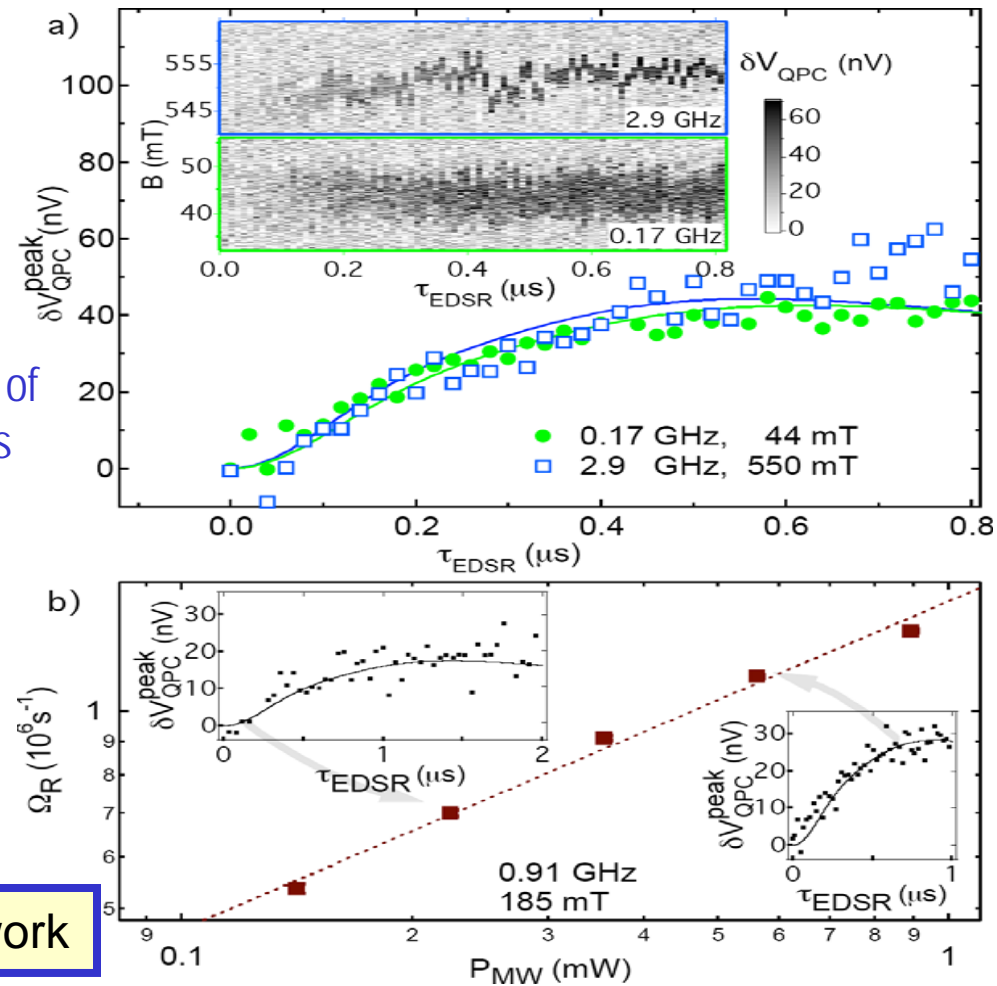 a)
100
80
60
40
20
0
δV_QPC^peak (nV)
555
545
2.9 GHz
B (mT)
50
40
0.17 GHz
0.0 0.2 0.4 0.6 0.8
τ_EDSR (μs)
δV_QPC (nV)
60
40
20
0
of
s
0.17 GHz, 44 mT
2.9 GHz, 550 mT
0.0 0.2 0.4 0.6 0.8
τ_EDSR (μs)
b)
δV_QPC^peak (nV)
30
20
10
0
0 1 2
τ_EDSR (μs)
Ω_R (10^6 s^-1)
1
9
8
7
6
5
δV_QPC^peak (nV)
30
20
10
0
0 1
τ_EDSR (μs)
0.91 GHz
185 mT
work
9 0.1 2 3 4 5 6 7 8 9 1
P_MW (mW)